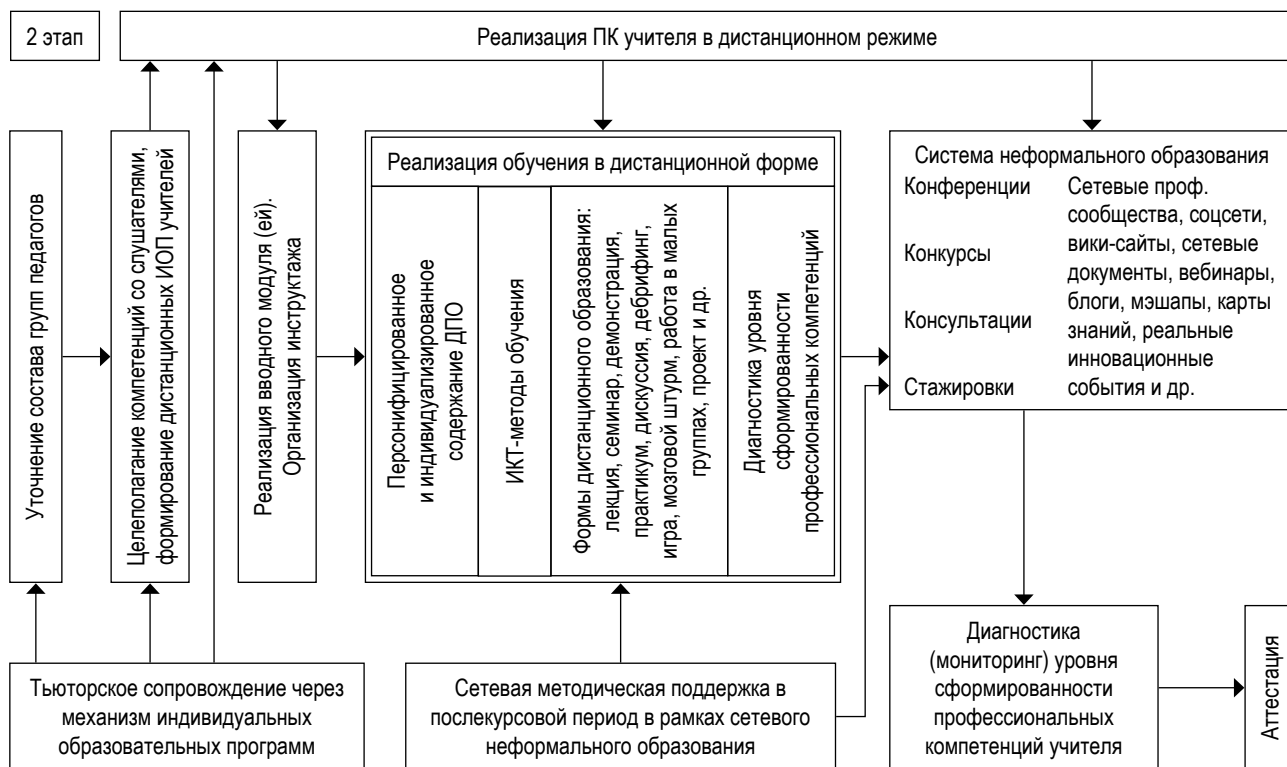 2 этап
Реализация ПК учителя в дистанционном режиме
Уточнение состава групп педагогов
Целеполагание компетенций со слушателями,
формирование дистанционных ИОП учителей
Реализация вводного модуля (ей).
Организация инструктажа
Реализация обучения в дистанционной форме
Персонифицированное
и индивидуализированное
содержание ДПО
ИКТ-методы обучения
Формы дистанционного образования:
лекция, семинар, демонстрация,
практикум, дискуссия, дебрифинг,
игра, мозговой штурм, работа в малых
группах, проект и др.
Диагностика уровня
сформированности
профессиональных компетенций
Система неформального образования
Конференции
Конкурсы
Консультации
Стажировки
Сетевые проф.
сообщества, соцсети,
вики-сайты, сетевые
документы, вебинары,
блоги, мэшапы, карты
знаний, реальные
инновационные
события и др.
Тьюторское сопровождение через
механизм индивидуальных
образовательных программ
Сетевая методическая поддержка в
послекурсовой период в рамках сетевого
неформального образования
Диагностика
(мониторинг) уровня
сформированности
профессиональных
компетенций учителя
Аттестация